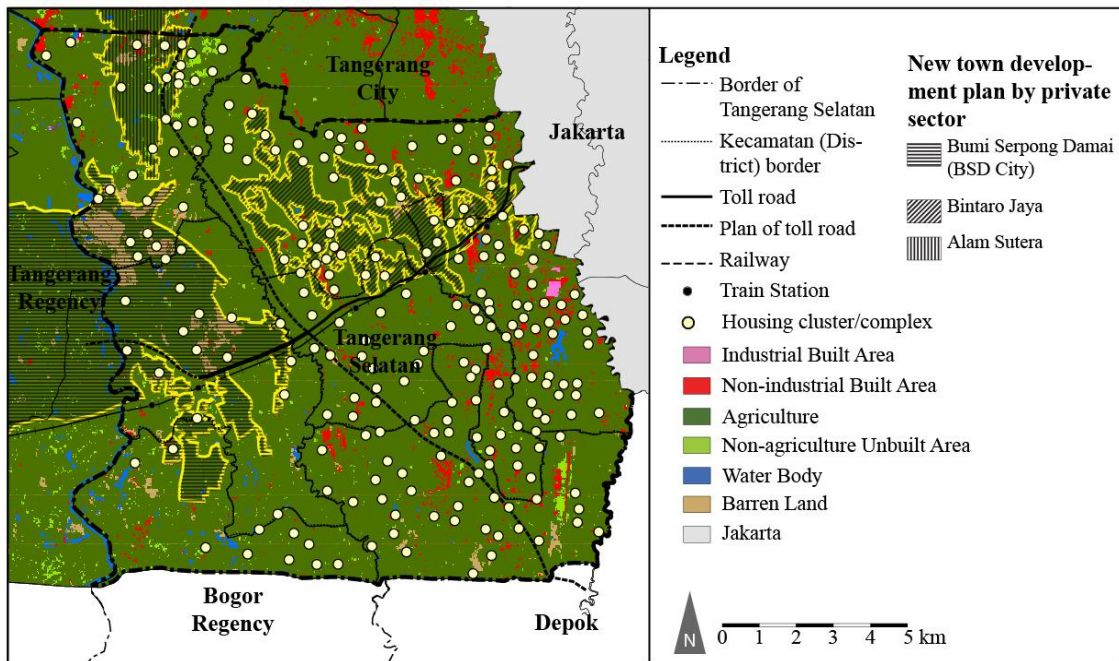 Tangerang
City
Jakarta
Tangerang
Regency
Tangerang
Selatan
Bogor
Regency
Depok
Legend
Border of
Tangerang Selatan
Kecamatan (Dis-
trict) border
Toll road
Plan of toll road
Railway
Train Station
Housing cluster/complex
Industrial Built Area
Non-industrial Built Area
Agriculture
Non-agriculture Unbuilt Area
Water Body
Barren Land
Jakarta
New town develop-
ment plan by private
sector
Bumi Serpong Damai
(BSD City)
Bintaro Jaya
Alam Sutera
N
0 1 2 3 4 5 km